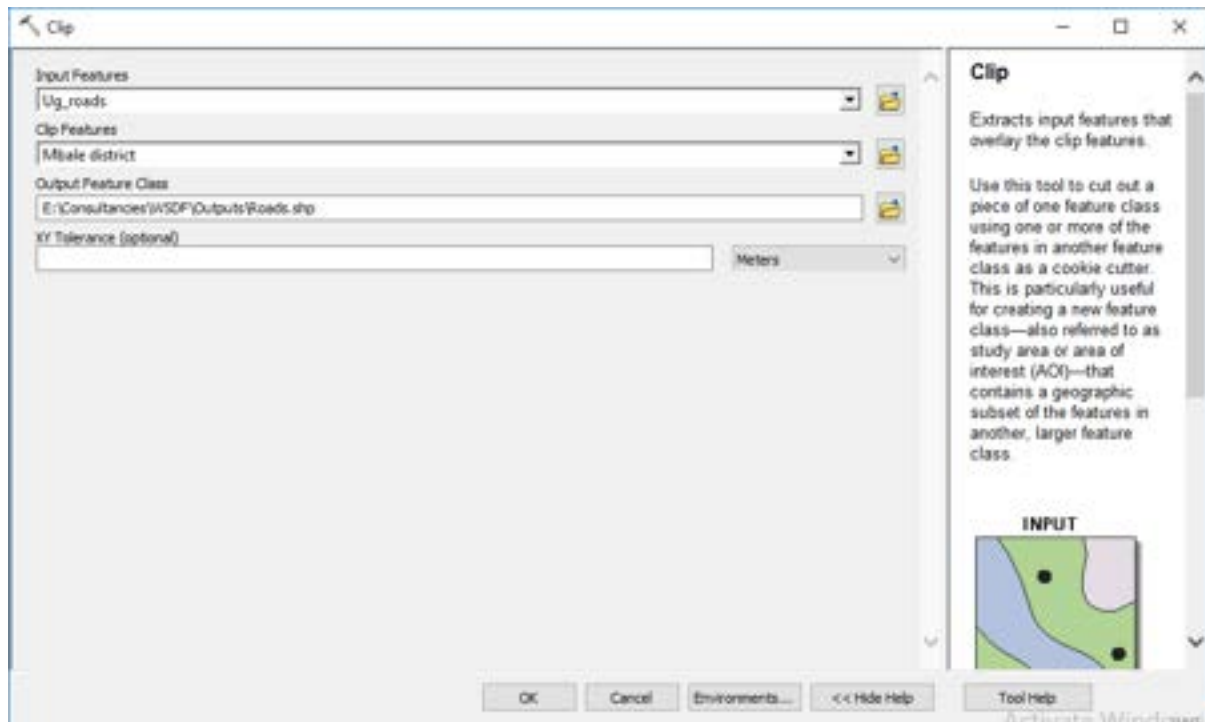 Clip
Input Features
Ug_roads
Clip Features
Mbale district
Output Feature Class
E:\Consultancies\WSDF\Outputs\Roads.shp
XY Tolerance (optional)
Meters
OK
Cancel
Environments...
<< Hide Help
Clip
Extracts input features that
overlay the clip features.
Use this tool to cut out a
piece of one feature class
using one or more of the
features in another feature
class as a cookie cutter.
This is particularly useful
for creating a new feature
class—also referred to as
study area or area of
interest (AOI)—that
contains a geographic
subset of the features in
another, larger feature
class.
INPUT
Tool Help
Activate Windows